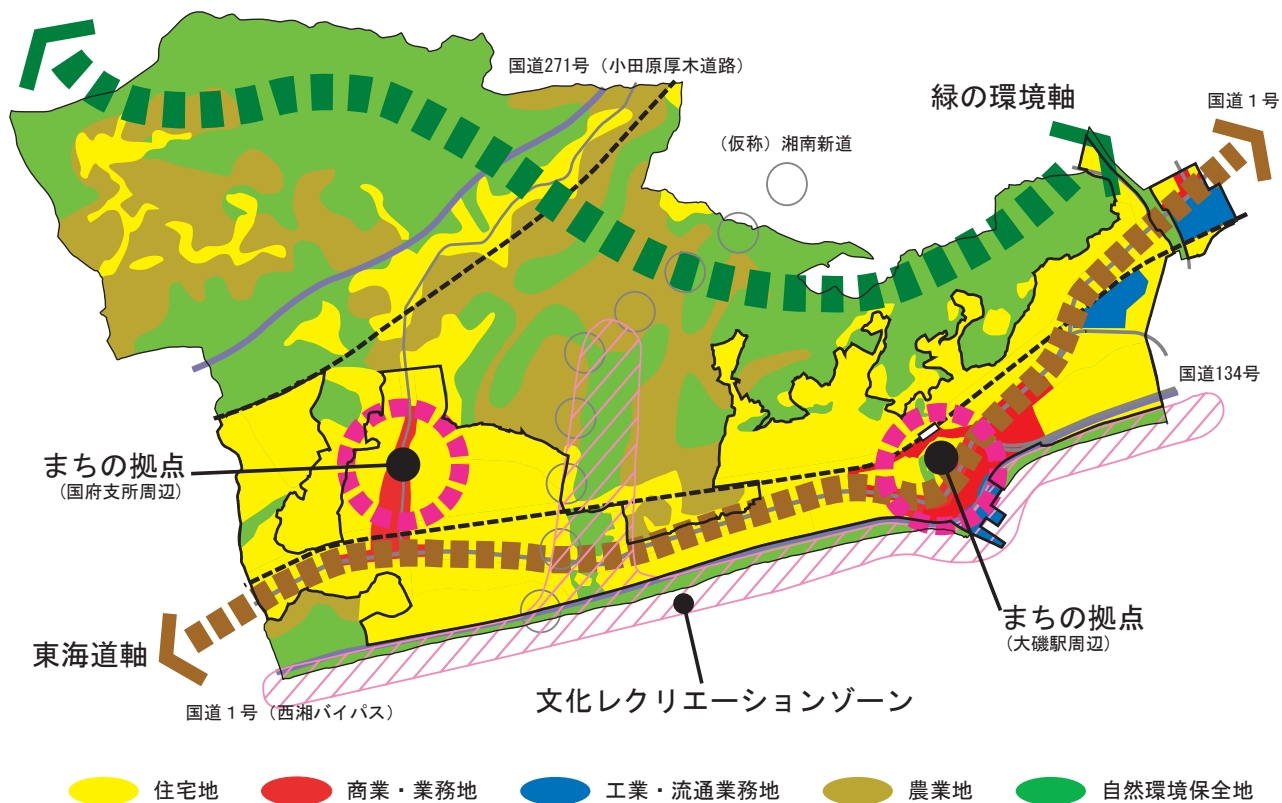 国道271号（小田原厚木道路）
緑の環境軸
国道１号
（仮称）湘南新道
国道134号
まちの拠点
（国府支所周辺）
まちの拠点
（大磯駅周辺）
東海道軸
文化レクリエーションゾーン
国道１号（西湘バイパス）
住宅地
商業・業務地
工業・流通業務地
農業地
自然環境保全地